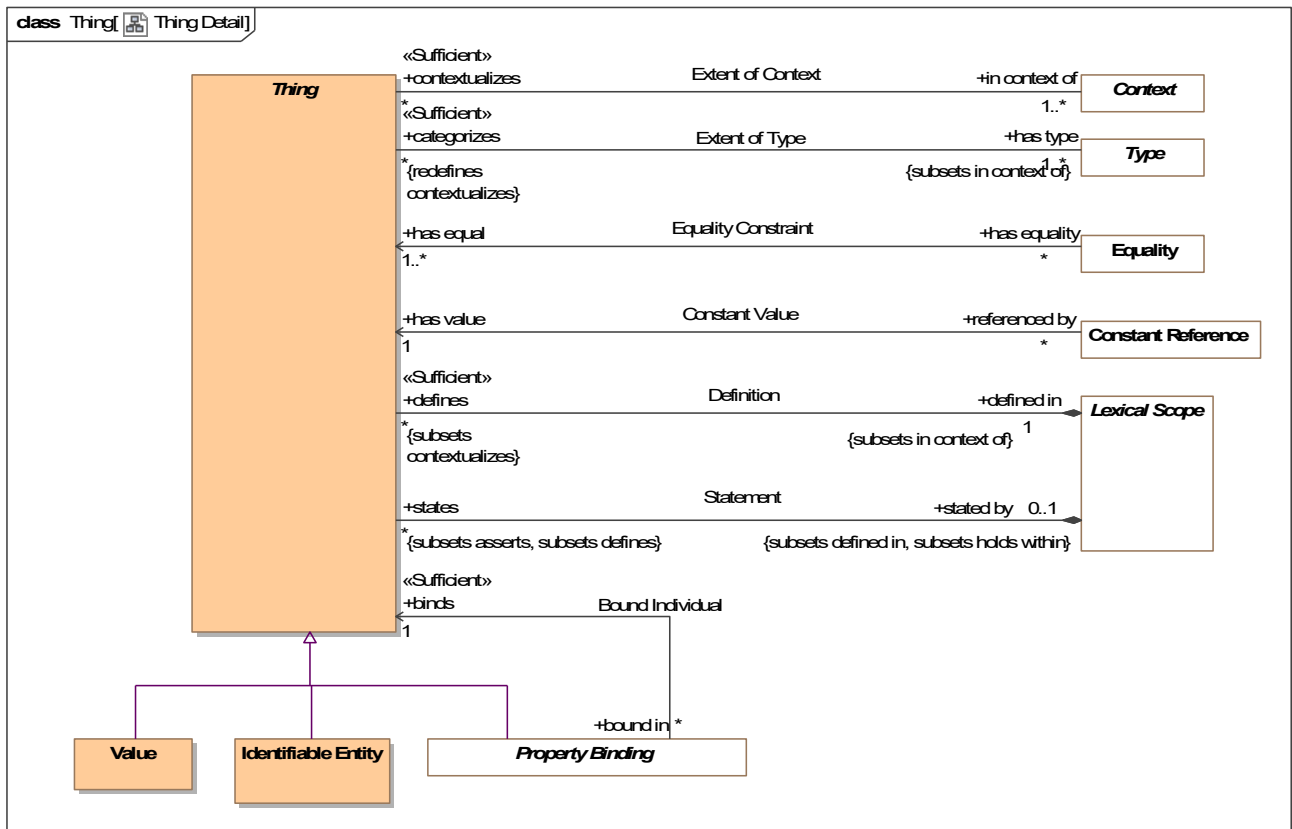 class Thing[ Thing Detail]
«Sufficient»
+contextualizes Extent of Context +in context of
Thing
Context
* 1..*
«Sufficient»
+categorizes Extent of Type +has type
Type
* 1..*
{redefines contextualizes} {subsets in context of}
+has equal Equality Constraint +has equality
Equality
1..* *
+has value Constant Value +referenced by
Constant Reference
1 *
«Sufficient»
+defines Definition +defined in
Lexical Scope
* 1
{subsets contextualizes} {subsets in context of}
+states Statement +stated by 0..1
*{subsets asserts, subsets defines} {subsets defined in, subsets holds within}
«Sufficient»
+binds Bound Individual
1
+bound in *
Value Identifiable Entity Property Binding